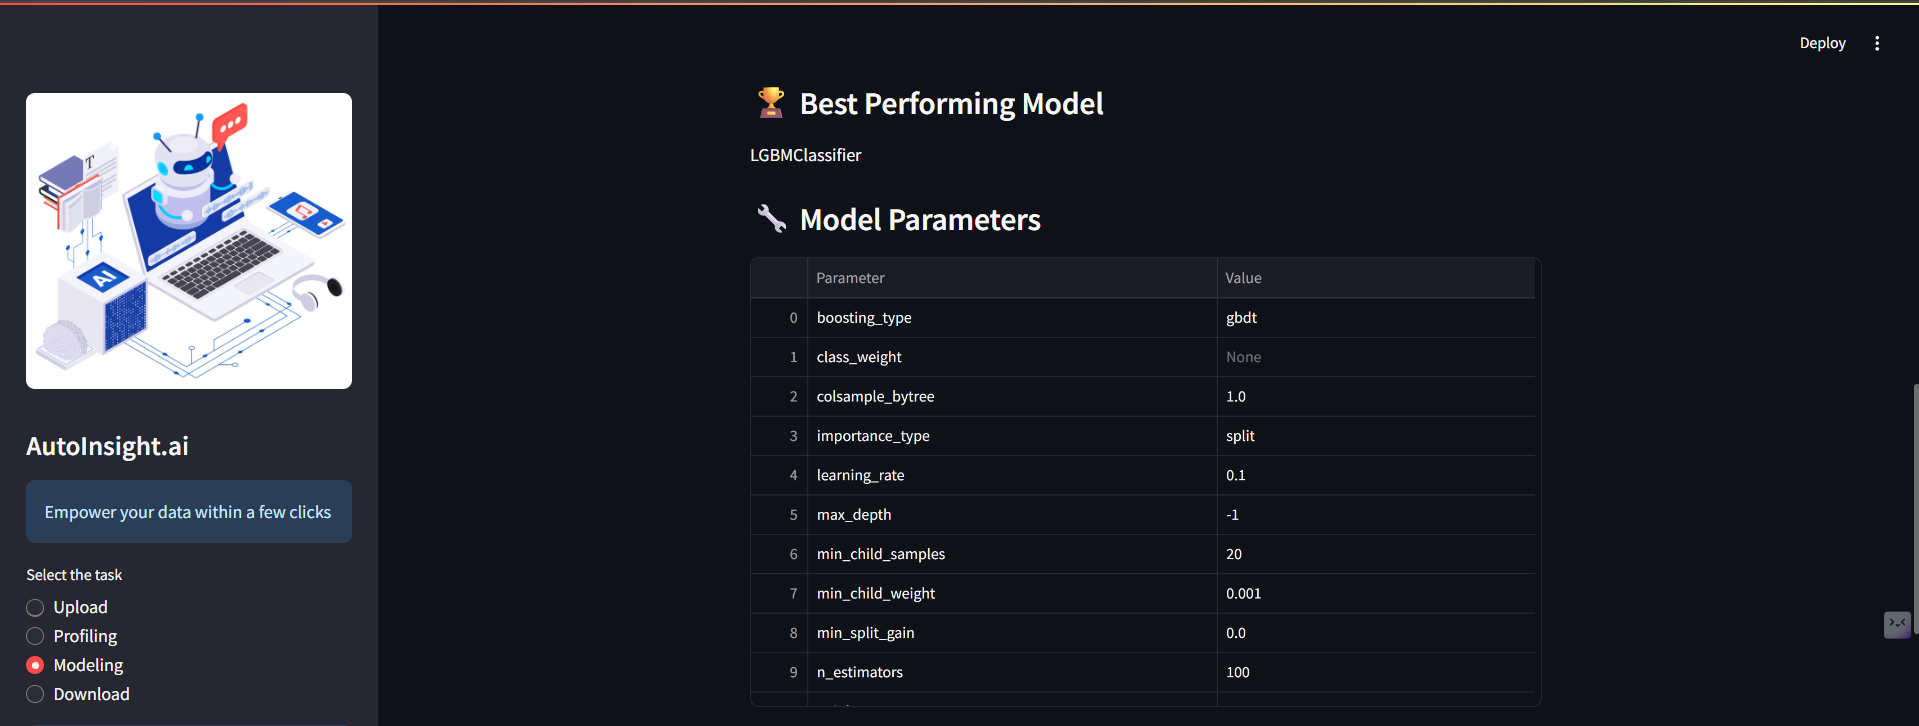 Deploy
T
AI
AutoInsight.ai
Empower your data within a few clicks
Select the task
Upload
Profiling
Modeling
Download
🏆 Best Performing Model
LGBMClassifier
🔧 Model Parameters
Parameter Value
0 boosting_type gbdt
1 class_weight None
2 colsample_bytree 1.0
3 importance_type split
4 learning_rate 0.1
5 max_depth -1
6 min_child_samples 20
7 min_child_weight 0.001
8 min_split_gain 0.0
9 n_estimators 100